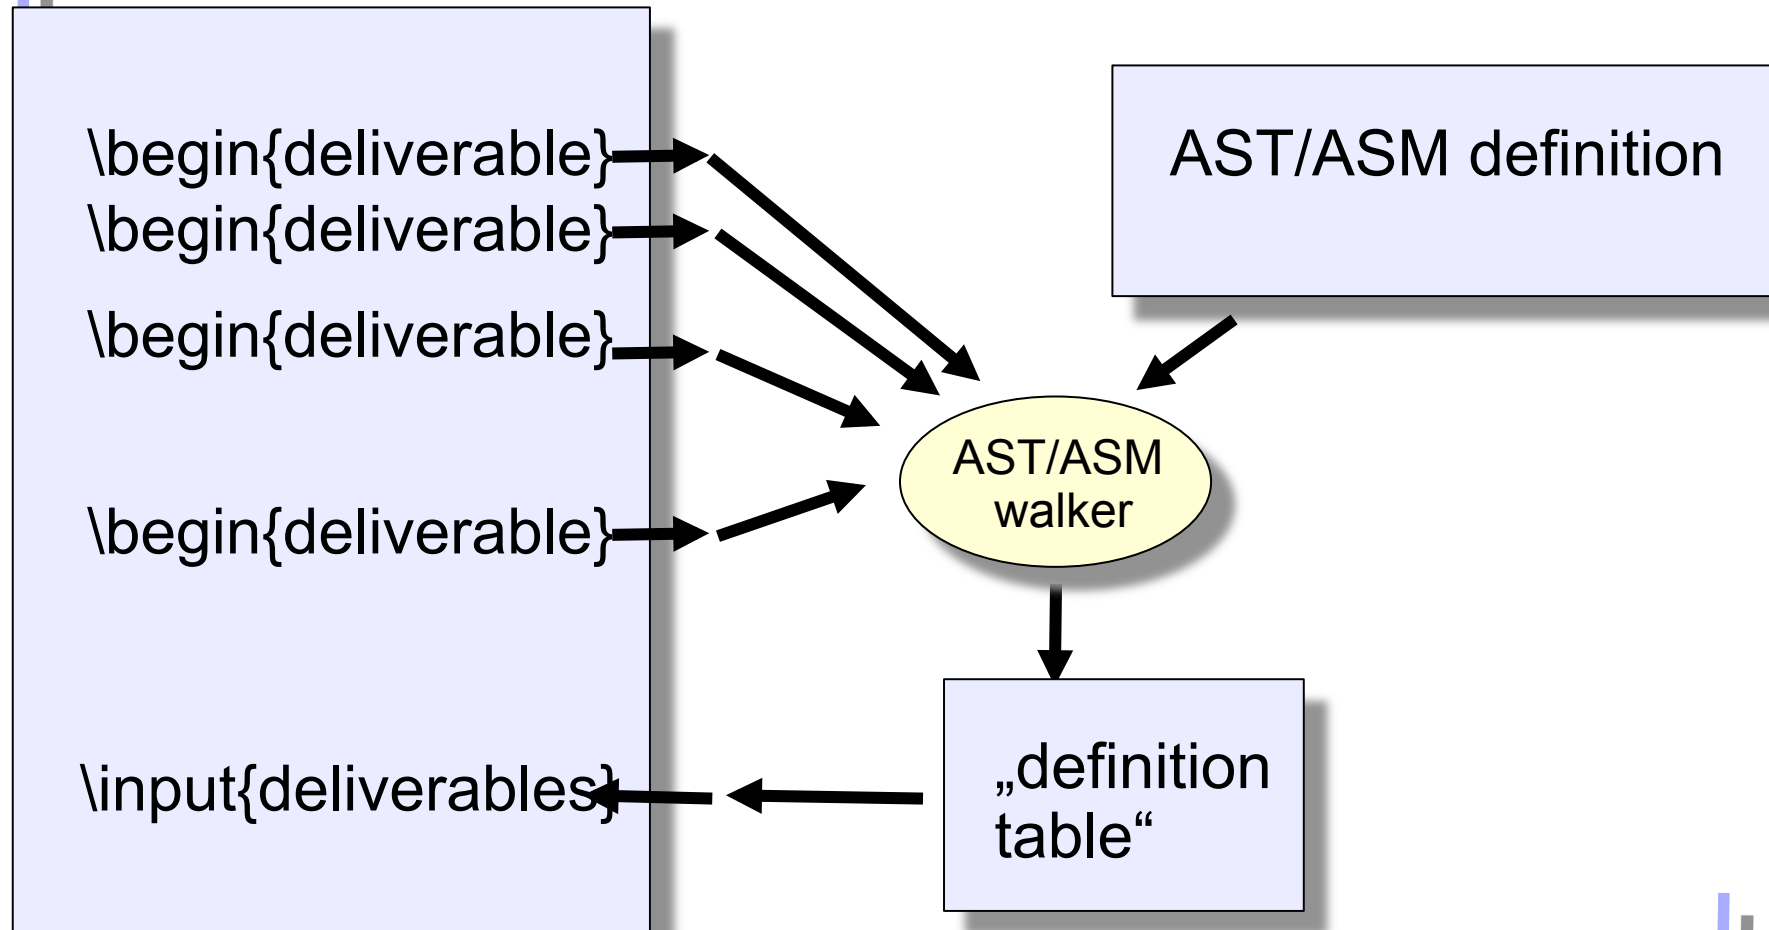 \begin{deliverable}
\begin{deliverable}
\begin{deliverable}
\begin{deliverable}
\input{deliverables}
AST/ASM definition
AST/ASM
walker
„definition
table“